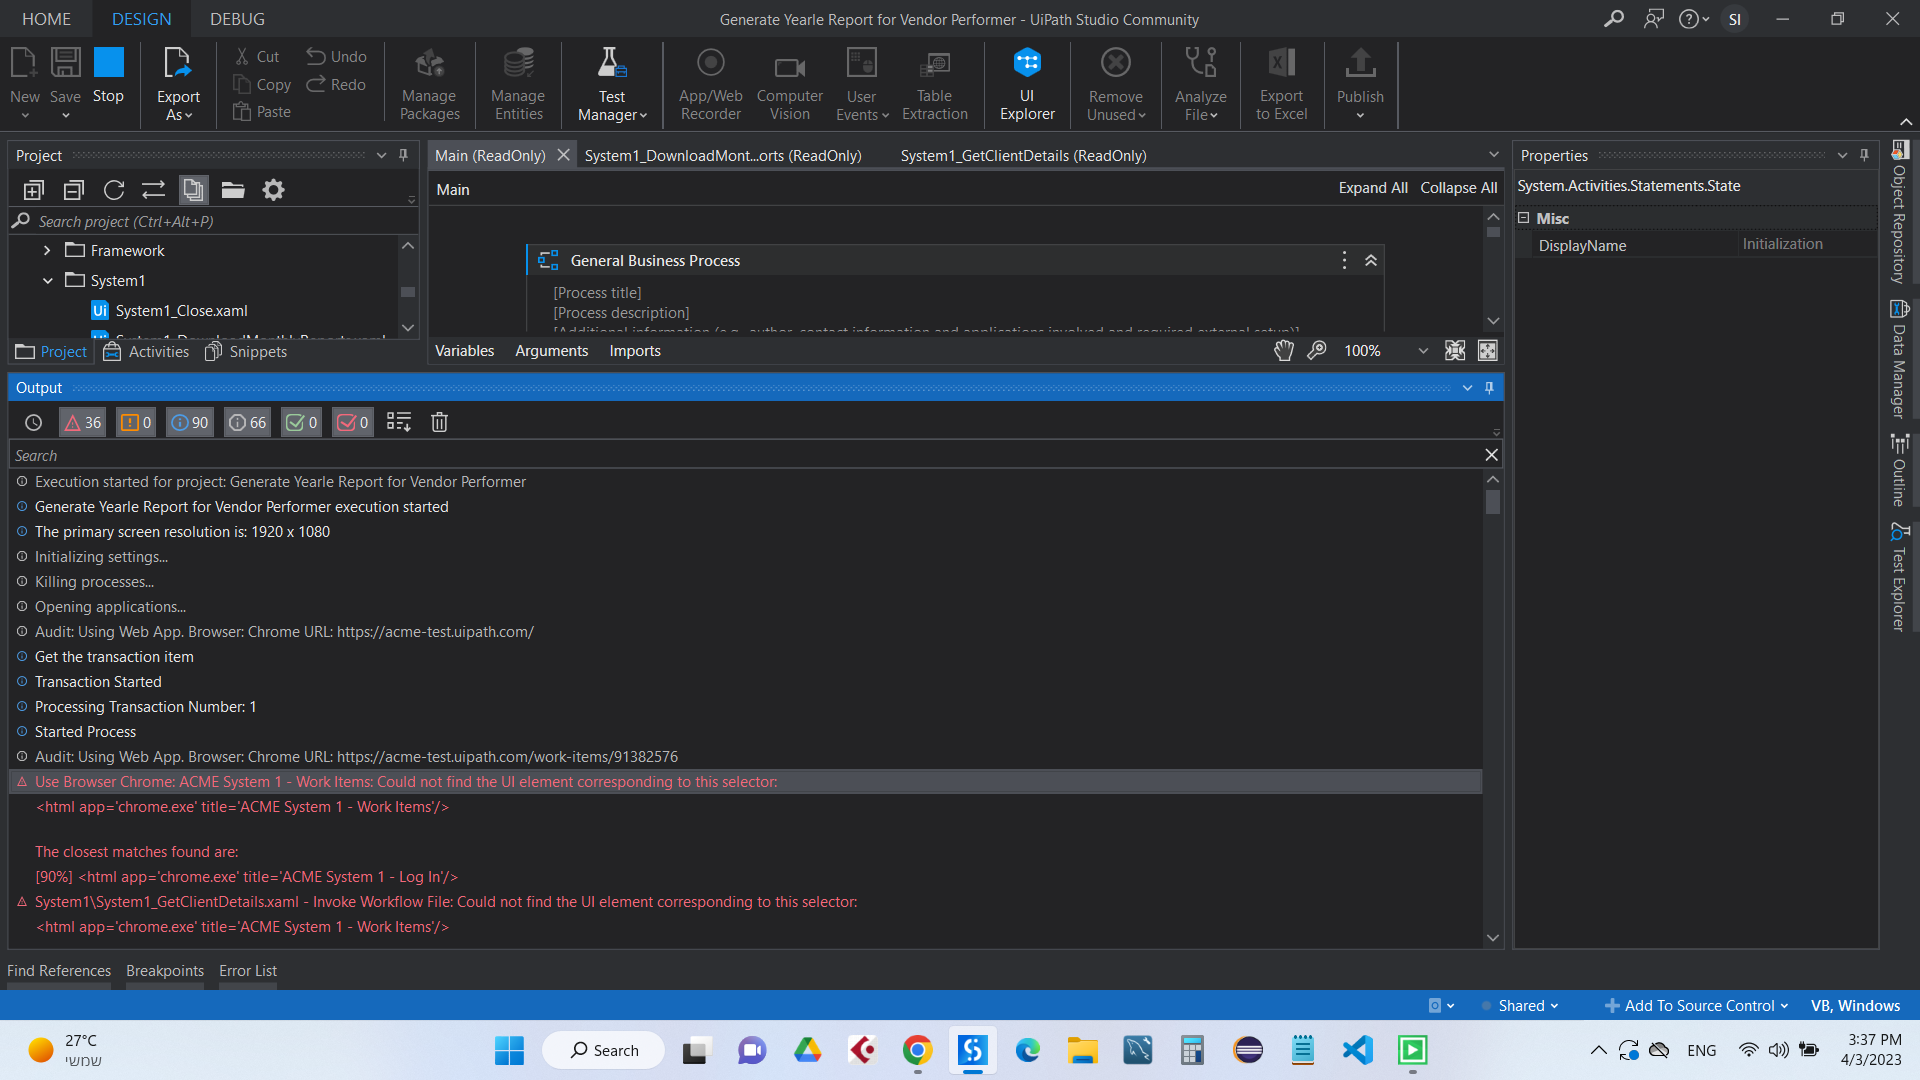 HOME DESIGN DEBUG
Generate Yearle Report for Vendor Performer - UiPath Studio Community
SI
New Save Stop
Export As
Cut Copy Paste
Undo Redo
Manage Packages
Manage Entities
Test Manager
App/Web Recorder
Computer Vision
User Events
Table Extraction
UI Explorer
Remove Unused
Analyze File
Export to Excel
Publish
Project
Search project (Ctrl+Alt+P)
Framework
System1
System1_Close.xaml
Project Activities Snippets
Main (ReadOnly) System1_DownloadMont...orts (ReadOnly) System1_GetClientDetails (ReadOnly)
Main
Expand All Collapse All
General Business Process
[Process title]
[Process description]
[Additional information (e.g. author, contact information and applications involved and required external setup)]
Variables Arguments Imports
100%
Properties
System.Activities.Statements.State
Misc
DisplayName Initialization
Object Repository
Data Manager
Outline
Test Explorer
Output
36 0 90 66 0 0
Search
Execution started for project: Generate Yearle Report for Vendor Performer
Generate Yearle Report for Vendor Performer execution started
The primary screen resolution is: 1920 x 1080
Initializing settings...
Killing processes...
Opening applications...
Audit: Using Web App. Browser: Chrome URL: https://acme-test.uipath.com/
Get the transaction item
Transaction Started
Processing Transaction Number: 1
Started Process
Audit: Using Web App. Browser: Chrome URL: https://acme-test.uipath.com/work-items/91382576
Use Browser Chrome: ACME System 1 - Work Items: Could not find the UI element corresponding to this selector:
<html app='chrome.exe' title='ACME System 1 - Work Items'/>
The closest matches found are:
[90%] <html app='chrome.exe' title='ACME System 1 - Log In'/>
System1\System1_GetClientDetails.xaml - Invoke Workflow File: Could not find the UI element corresponding to this selector:
<html app='chrome.exe' title='ACME System 1 - Work Items'/>
Find References Breakpoints Error List
Shared Add To Source Control VB, Windows
27°C
שמשי
Search
ENG
3:37 PM
4/3/2023